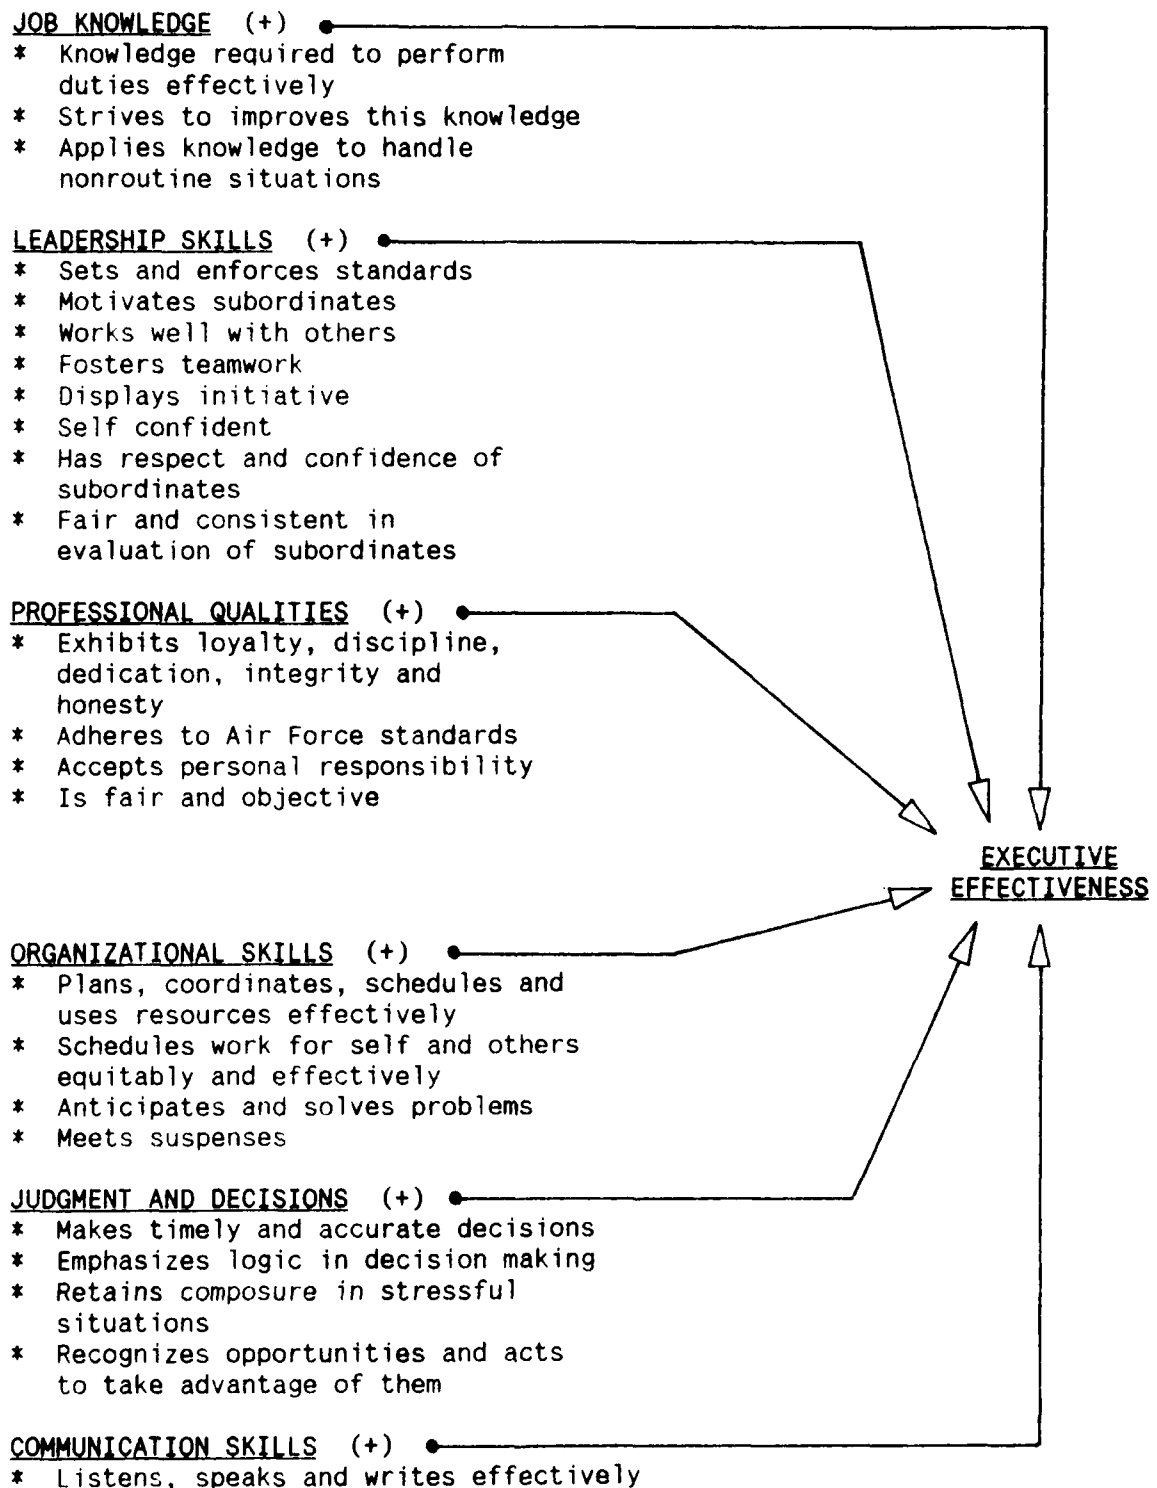 JOB KNOWLEDGE (+)
* Knowledge required to perform
duties effectively
* Strives to improves this knowledge
* Applies knowledge to handle
nonroutine situations
LEADERSHIP SKILLS (+)
* Sets and enforces standards
* Motivates subordinates
* Works well with others
* Fosters teamwork
* Displays initiative
* Self confident
* Has respect and confidence of
subordinates
* Fair and consistent in
evaluation of subordinates
PROFESSIONAL QUALITIES (+)
* Exhibits loyalty, discipline,
dedication, integrity and
honesty
* Adheres to Air Force standards
* Accepts personal responsibility
* Is fair and objective
EXECUTIVE
EFFECTIVENESS
ORGANIZATIONAL SKILLS (+)
* Plans, coordinates, schedules and
uses resources effectively
* Schedules work for self and others
equitably and effectively
* Anticipates and solves problems
* Meets suspenses
JUDGMENT AND DECISIONS (+)
* Makes timely and accurate decisions
* Emphasizes logic in decision making
* Retains composure in stressful
situations
* Recognizes opportunities and acts
to take advantage of them
COMMUNICATION SKILLS (+)
* Listens, speaks and writes effectively